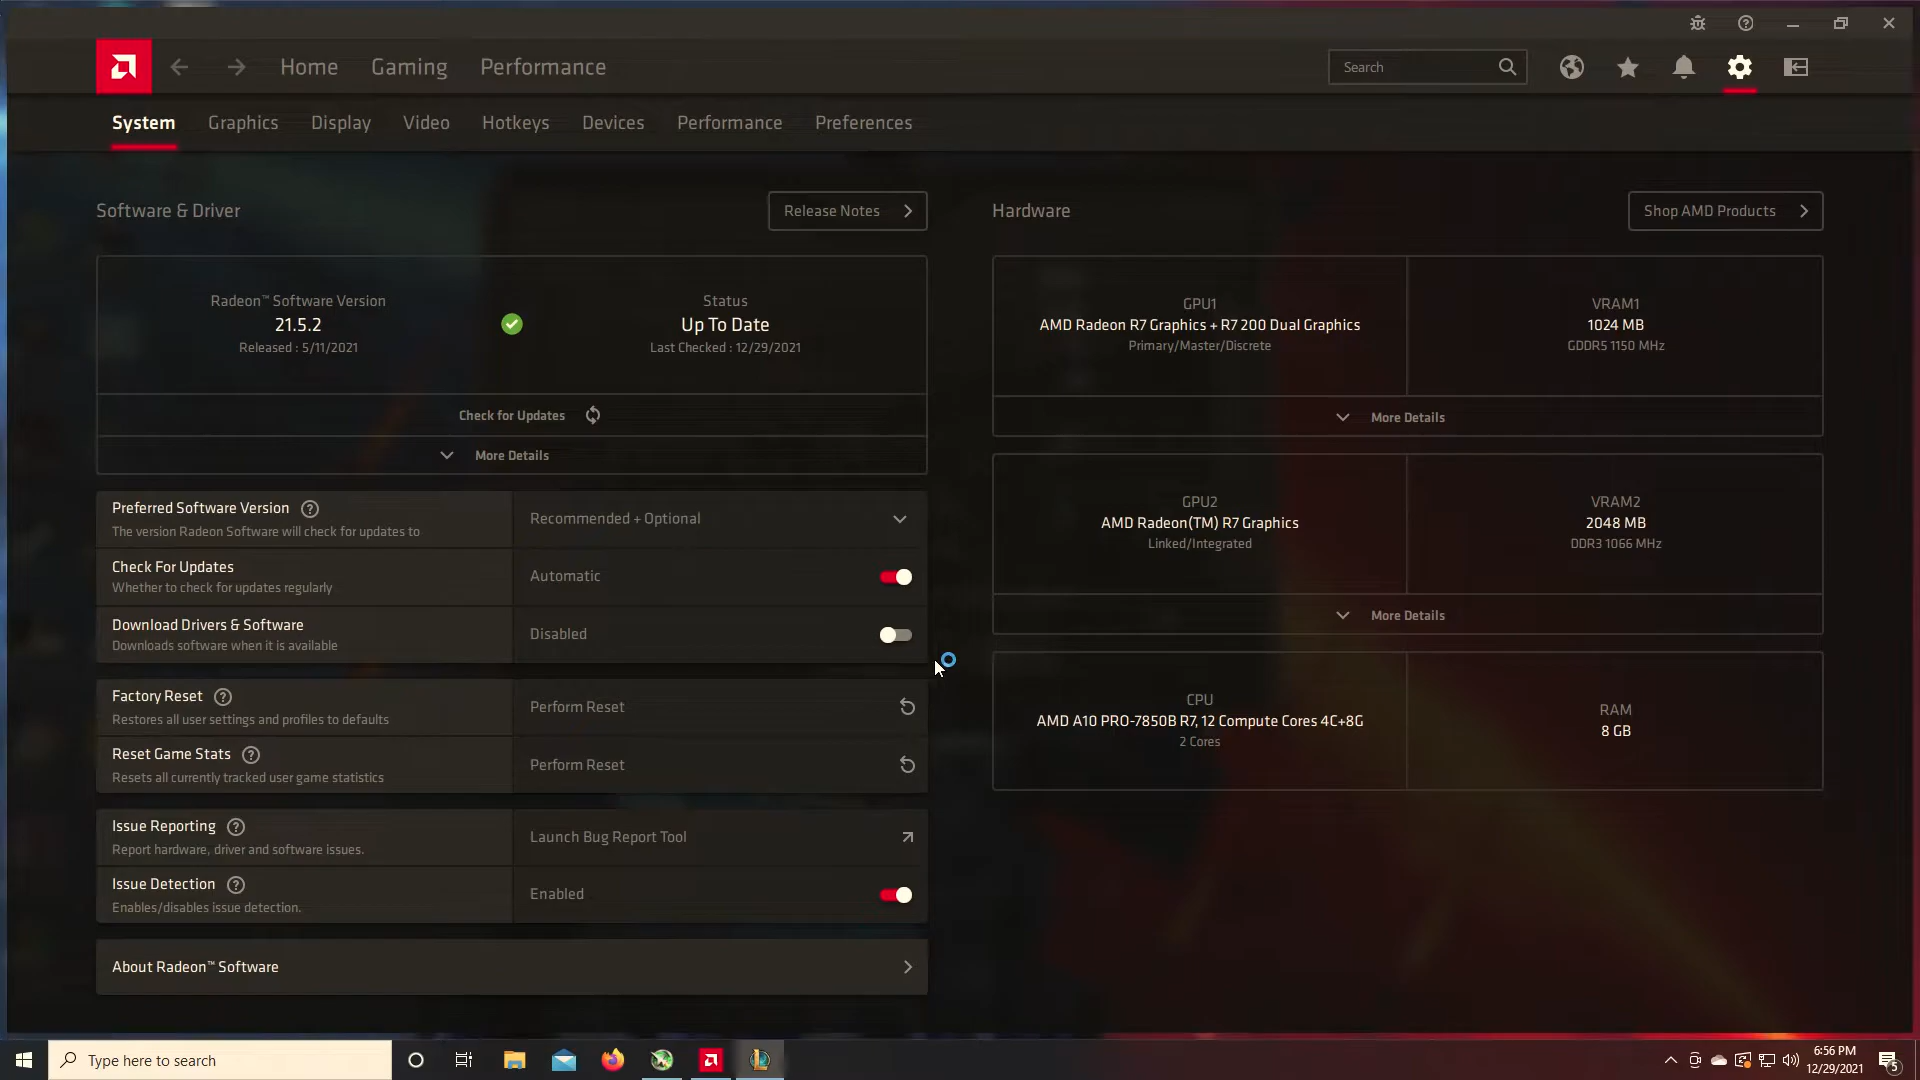 Home
Gaming
Performance
Search
System
Graphics
Display
Video
Hotkeys
Devices
Performance
Preferences
Software & Driver
Release Notes
Radeon™ Software Version
21.5.2
Released : 5/11/2021
Status
Up To Date
Last Checked : 12/29/2021
Check for Updates
More Details
Preferred Software Version
The version Radeon Software will check for updates to
Recommended + Optional
Check For Updates
Whether to check for updates regularly
Automatic
Download Drivers & Software
Downloads software when it is available
Disabled
Factory Reset
Restores all user settings and profiles to defaults
Perform Reset
Reset Game Stats
Resets all currently tracked user game statistics
Perform Reset
Issue Reporting
Report hardware, driver and software issues.
Launch Bug Report Tool
Issue Detection
Enables/disables issue detection.
Enabled
About Radeon™ Software
Hardware
Shop AMD Products
GPU1
AMD Radeon R7 Graphics + R7 200 Dual Graphics
Primary/Master/Discrete
VRAM1
1024 MB
GDDR5 1150 MHz
More Details
GPU2
AMD Radeon(TM) R7 Graphics
Linked/Integrated
VRAM2
2048 MB
DDR3 1066 MHz
More Details
CPU
AMD A10 PRO-7850B R7, 12 Compute Cores 4C+8G
2 Cores
RAM
8 GB
Type here to search
6:56 PM
12/29/2021
5